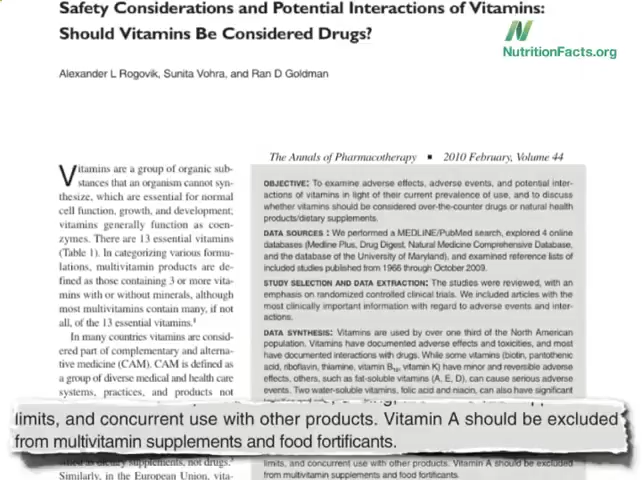 Safety Considerations and Potential Interactions of Vitamins:
Should Vitamins Be Considered Drugs?
NutritionFacts.org
Alexander L Rogovik, Sunita Vohra, and Ran D Goldman
The Annals of Pharmacotherapy ■ 2010 February, Volume 44
Vitamins are a group of organic sub-
stances that an organism cannot syn-
thesize, which are essential for normal
cell function, growth, and development;
vitamins generally function as coen-
zymes. There are 13 essential vitamins
(Table 1). In categorizing various formu-
lations, multivitamin products are de-
fined as those containing 3 or more vita-
mins with or without minerals, although
most multivitamins contain many, if not
all, of the 13 essential vitamins.¹
In many countries vitamins are consid-
ered part of complementary and alterna-
tive medicine (CAM). CAM is defined as
a group of diverse medical and health care
systems, practices, and products not
OBJECTIVE: To examine adverse effects, adverse events, and potential inter-
actions of vitamins in light of their current prevalence of use, and to discuss
whether vitamins should be considered over-the-counter drugs or natural health
products/dietary supplements.
DATA SOURCES: We performed a MEDLINE/PubMed search, explored 4 online
databases (Medline Plus, Drug Digest, Natural Medicine Comprehensive Database,
and the database of the University of Maryland), and examined reference lists of
included studies published from 1966 through October 2009.
STUDY SELECTION AND DATA EXTRACTION: The studies were reviewed, with an
emphasis on randomized controlled clinical trials. We included articles with the
most clinically important information with regard to adverse events and inter-
actions.
DATA SYNTHESIS: Vitamins are used by over one third of the North American
population. Vitamins have documented adverse effects and toxicities, and most
have documented interactions with drugs. While some vitamins (biotin, pantothenic
acid, riboflavin, thiamine, vitamin B₁₂, vitamin K) have minor and reversible adverse
effects, others, such as fat-soluble vitamins (A, E, D), can cause serious adverse
events. Two water-soluble vitamins, folic acid and niacin, can also have significant
limits, and concurrent use with other products. Vitamin A should be excluded
from multivitamin supplements and food fortificants.
dietary supplements, not drugs.²
Similarly, in the European Union, vita-
limits, and concurrent use with other products. Vitamin A should be excluded
from multivitamin supplements and food fortificants.